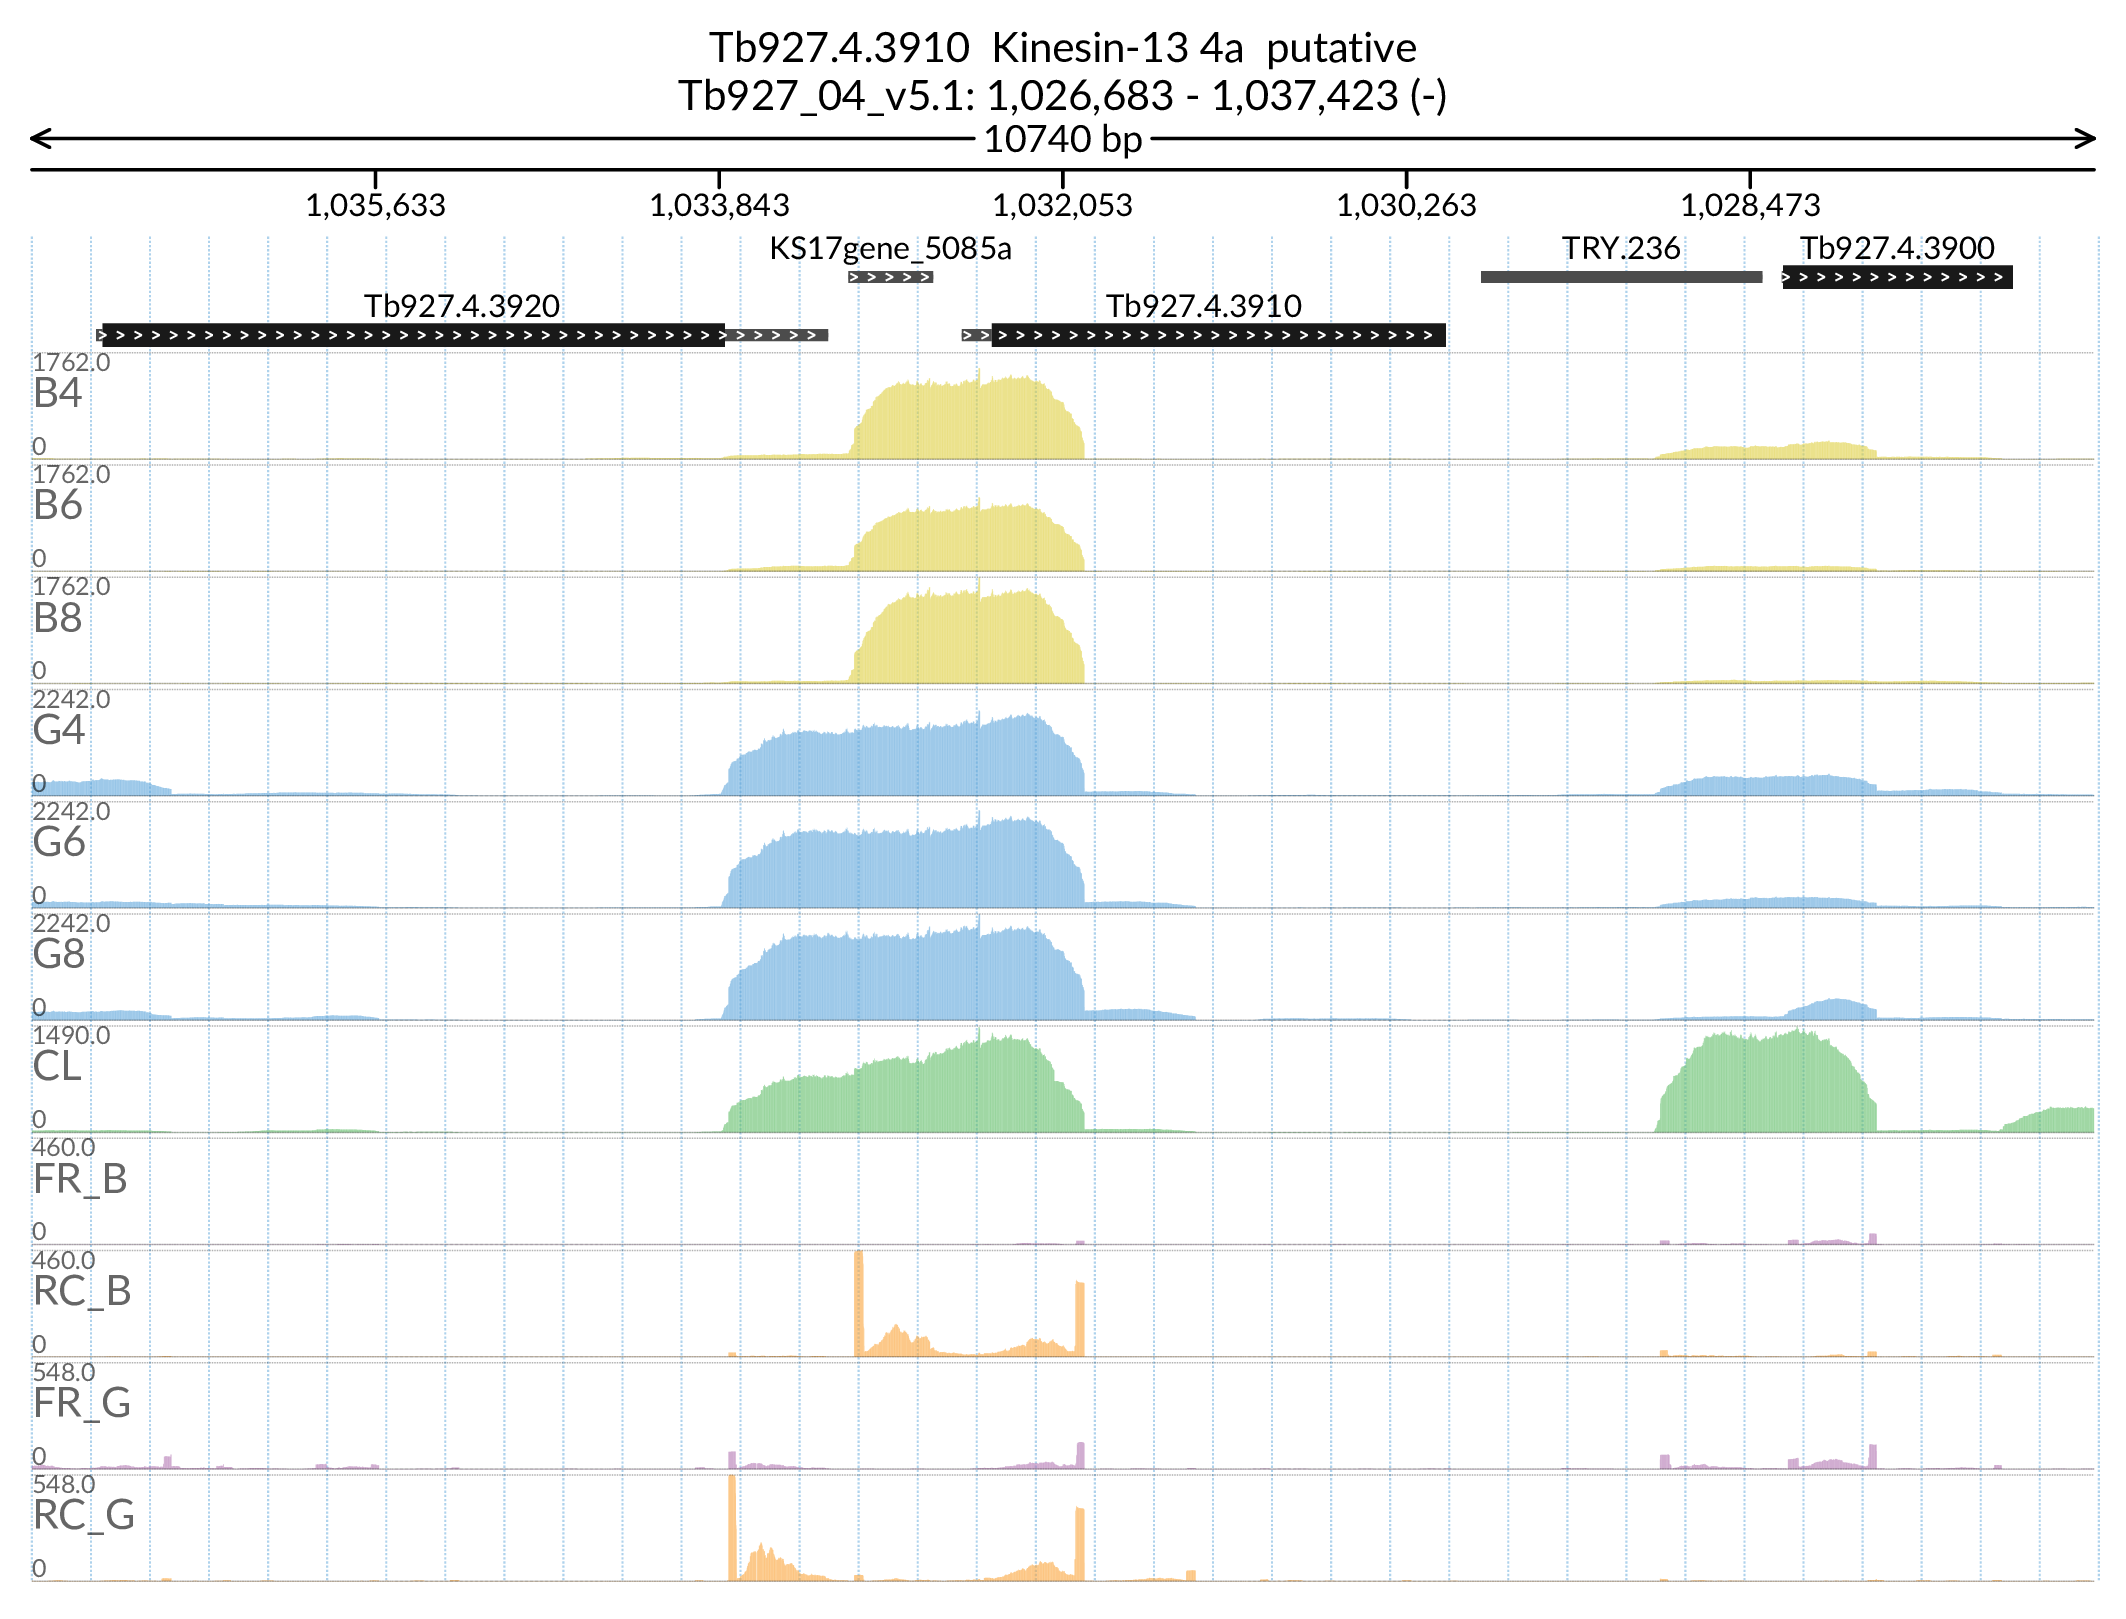 Tb927.4.3910  Kinesin-13 4a  putative
Tb927_04_v5.1: 1,026,683 - 1,037,423 (-)
10740 bp
1,035,633 1,033,843 1,032,053 1,030,263 1,028,473
KS17gene_5085a TRY.236 Tb927.4.3900
Tb927.4.3920 Tb927.4.3910
1762.0
B4
0
1762.0
B6
0
1762.0
B8
0
2242.0
G4
0
2242.0
G6
0
2242.0
G8
0
1490.0
CL
0
460.0
FR_B
0
460.0
RC_B
0
548.0
FR_G
0
548.0
RC_G
0